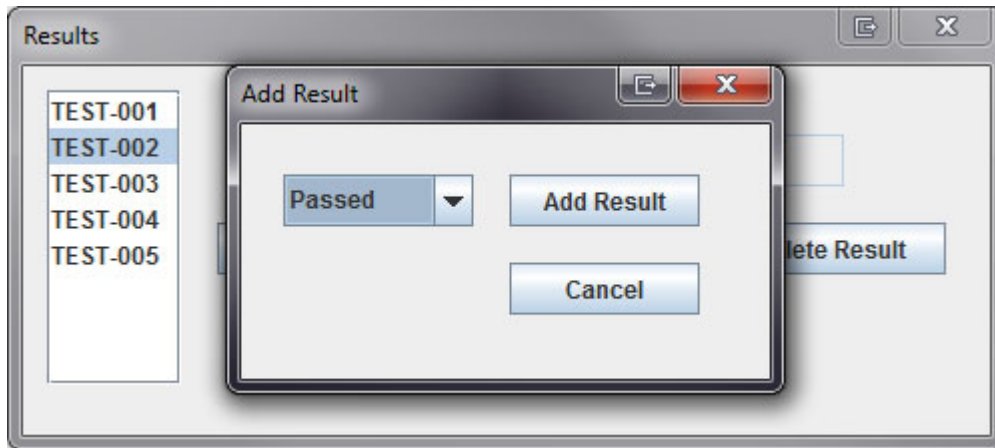 Results
TEST-001
TEST-002
TEST-003
TEST-004
TEST-005
Add Result
Passed
Add Result
Cancel
lete Result